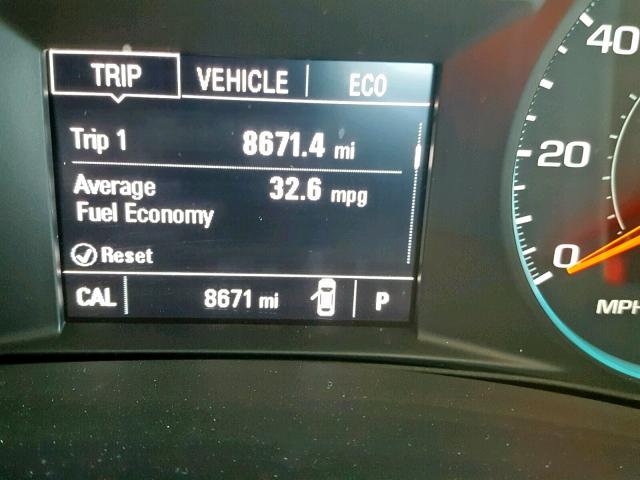 TRIP VEHICLE ECO
Trip 1 8671.4 mi
Average 32.6 mpg
Fuel Economy
Reset
CAL 8671 mi P
40
20
0
MPH